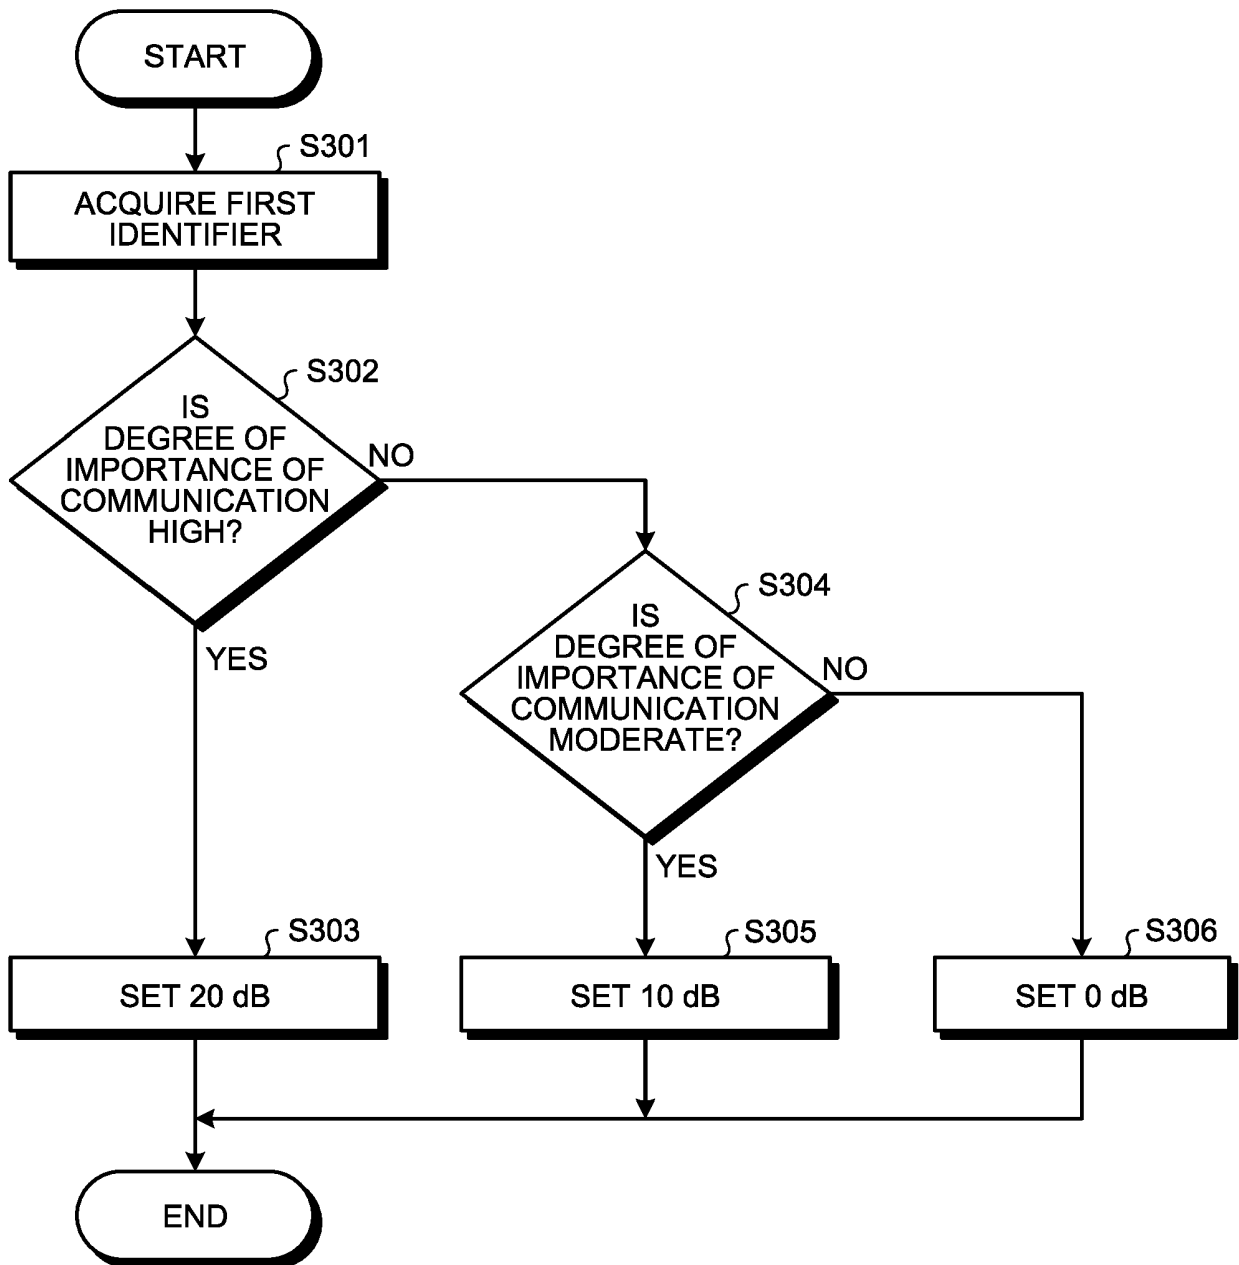 START
S301
ACQUIRE FIRST
IDENTIFIER
S302
IS
DEGREE OF
IMPORTANCE OF
COMMUNICATION
HIGH?
NO
YES
S304
IS
DEGREE OF
IMPORTANCE OF
COMMUNICATION
MODERATE?
NO
YES
S303
SET 20 dB
S305
SET 10 dB
S306
SET 0 dB
END